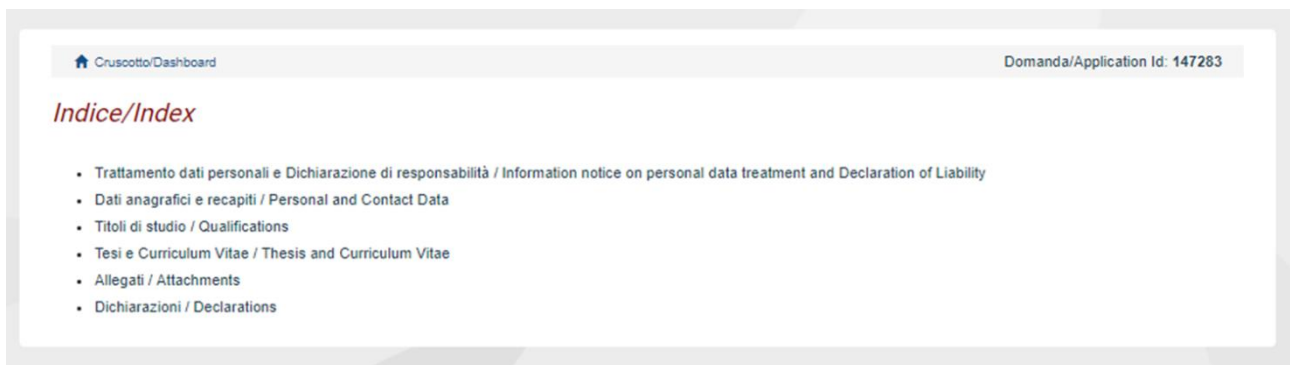 Cruscotto/Dashboard Domanda/Application Id: 147283
Indice/Index
Trattamento dati personali e Dichiarazione di responsabilità / Information notice on personal data treatment and Declaration of Liability
Dati anagrafici e recapiti / Personal and Contact Data
Titoli di studio / Qualifications
Tesi e Curriculum Vitae / Thesis and Curriculum Vitae
Allegati / Attachments
Dichiarazioni / Declarations